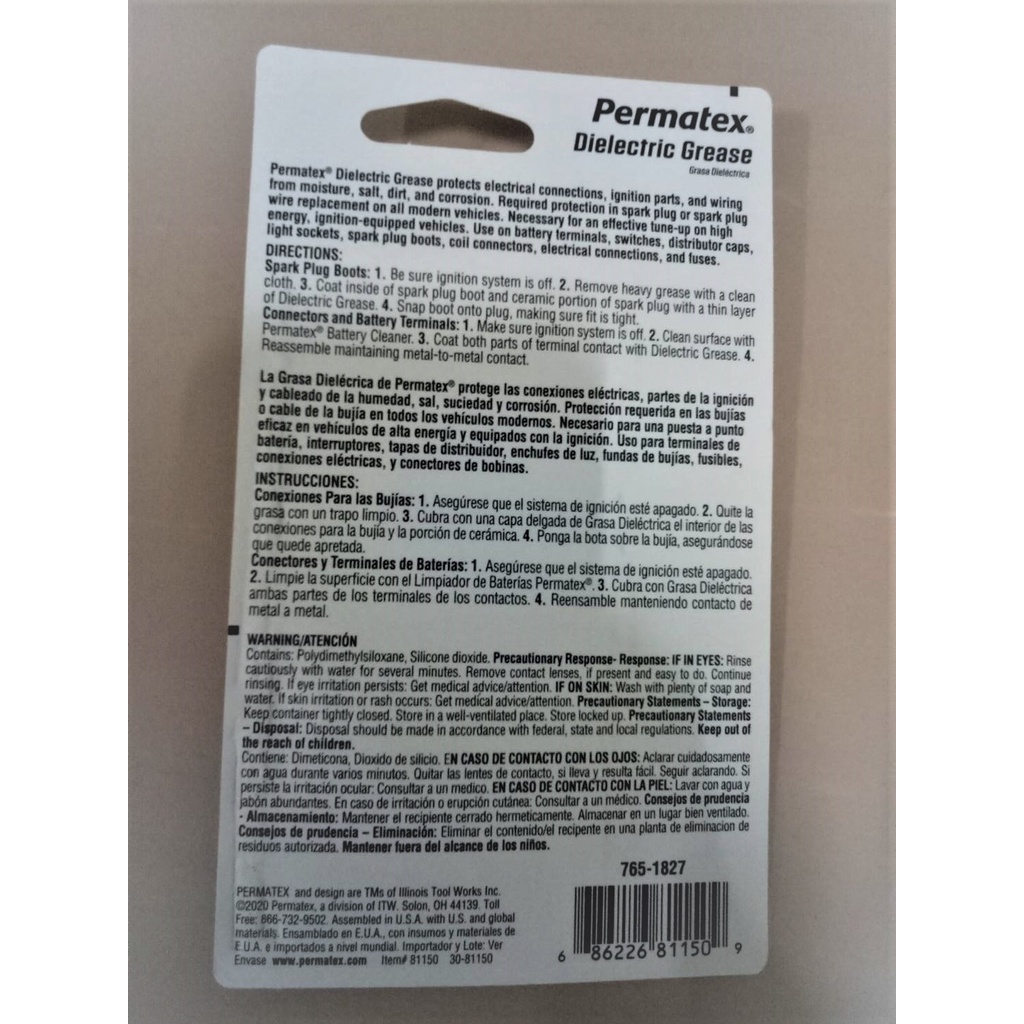 Permatex®
Dielectric Grease
Grasa Dieléctrica
Permatex® Dielectric Grease protects electrical connections, ignition parts, and wiring
from moisture, salt, dirt, and corrosion. Required protection in spark plug or spark plug
wire replacement on all modern vehicles. Necessary for an effective tune-up on high
energy, ignition-equipped vehicles. Use on battery terminals, switches, distributor caps,
light sockets, spark plug boots, coil connectors, electrical connections, and fuses.
DIRECTIONS:
Spark Plug Boots: 1. Be sure ignition system is off. 2. Remove heavy grease with a clean
cloth. 3. Coat inside of spark plug boot and ceramic portion of spark plug with a thin layer
of Dielectric Grease. 4. Snap boot onto plug, making sure fit is tight.
Connectors and Battery Terminals: 1. Make sure ignition system is off. 2. Clean surface with
Permatex® Battery Cleaner. 3. Coat both parts of terminal contact with Dielectric Grease. 4.
Reassemble maintaining metal-to-metal contact.
La Grasa Dielécrica de Permatex® protege las conexiones eléctricas, partes de la ignición
y cableado de la humedad, sal, suciedad y corrosión. Protección requerida en las bujías
o cable de la bujía en todos los vehículos modernos. Necesario para una puesta a punto
eficaz en vehículos de alta energía y equipados con la ignición. Uso para terminales de
batería, interruptores, tapas de distribuidor, enchufes de luz, fundas de bujías, fusibles,
conexiones eléctricas, y conectores de bobinas.
INSTRUCCIONES:
Conexiones Para las Bujías: 1. Asegúrese que el sistema de ignición esté apagado. 2. Quite la
grasa con un trapo limpio. 3. Cubra con una capa delgada de Grasa Dieléctrica el interior de las
conexiones para la bujía y la porción de cerámica. 4. Ponga la bota sobre la bujía, asegurándose
que quede apretada.
Conectores y Terminales de Baterías: 1. Asegúrese que el sistema de ignición esté apagado.
2. Limpie la superficie con el Limpiador de Baterías Permatex®. 3. Cubra con Grasa Dieléctrica
ambas partes de los terminales de los contactos. 4. Reensamble manteniendo contacto de
metal a metal.
WARNING/ATENCIÓN
Contains: Polydimethylsiloxane, Silicone dioxide. Precautionary Response- Response: IF IN EYES: Rinse
cautiously with water for several minutes. Remove contact lenses, if present and easy to do. Continue
rinsing. If eye irritation persists: Get medical advice/attention. IF ON SKIN: Wash with plenty of soap and
water. If skin irritation or rash occurs: Get medical advice/attention. Precautionary Statements – Storage:
Keep container tightly closed. Store in a well-ventilated place. Store locked up. Precautionary Statements
– Disposal: Disposal should be made in accordance with federal, state and local regulations. Keep out of
the reach of children.
Contiene: Dimeticona, Dioxido de silicio. EN CASO DE CONTACTO CON LOS OJOS: Aclarar cuidadosamente
con agua durante varios minutos. Quitar las lentes de contacto, si lleva y resulta fácil. Seguir aclarando. Si
persiste la irritación ocular: Consultar a un medico. EN CASO DE CONTACTO CON LA PIEL: Lavar con agua y
jabón abundantes. En caso de irritación o erupción cutánea: Consultar a un médico. Consejos de prudencia
- Almacenamiento: Mantener el recipiente cerrado hermeticamente. Almacenar en un lugar bien ventilado.
Consejos de prudencia – Eliminación: Eliminar el contenido/el recipente en una planta de eliminacion de
residuos autorizada. Mantener fuera del alcance de los niños.
765-1827
PERMATEX and design are TMs of Illinois Tool Works Inc.
©2020 Permatex, a division of ITW. Solon, OH 44139. Toll
Free: 866-732-9502. Assembled in U.S.A. with U.S. and global
materials. Ensamblado en E.U.A., con insumos y materiales de
E.U.A. e importados a nivel mundial. Importador y Lote: Ver
Envase www.permatex.com Item# 81150 30-81150
6 86226 81150 9